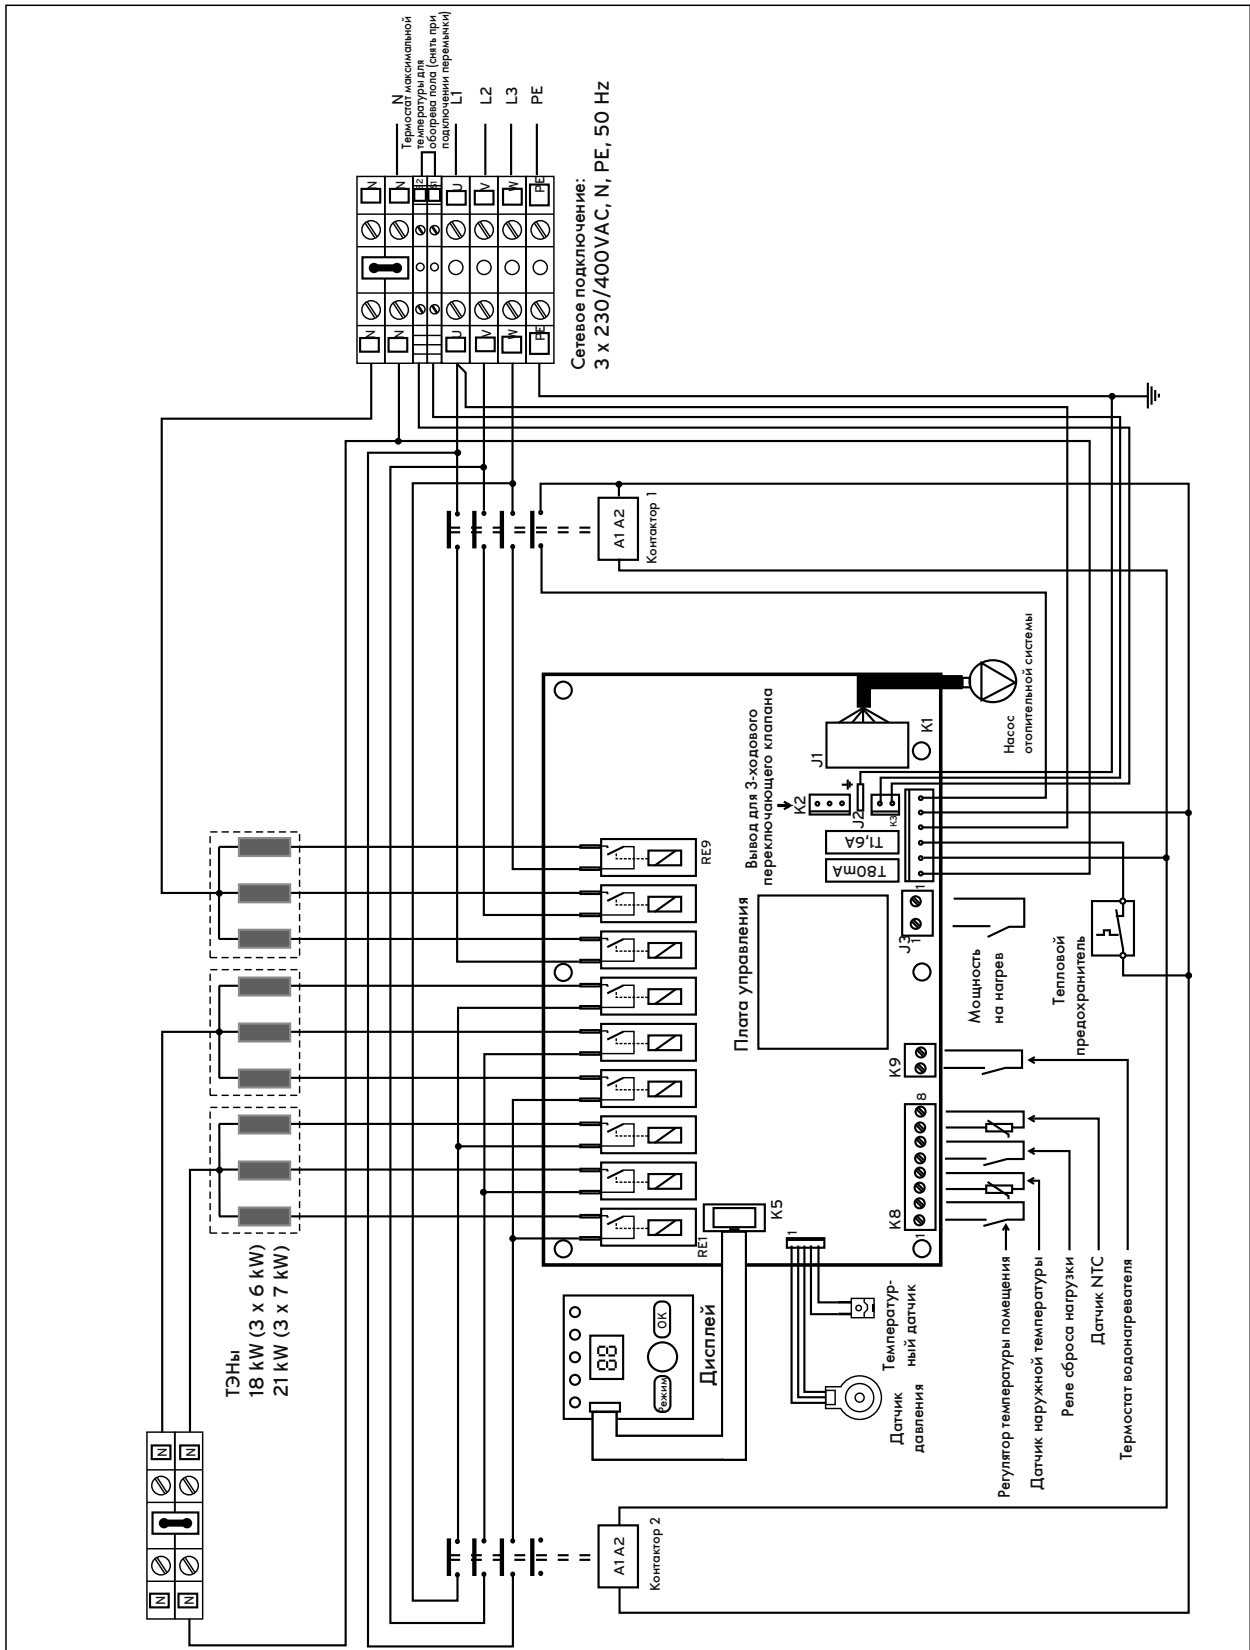 N
Термостат максимальной
температуры для
обогрева пола (снять при
подключении перемычки)
L1
L2
L3
PE
N
N
U
V
W
PE
N
N
U
V
W
PE
Сетевое подключение:
3 x 230/400VAC, N, PE, 50 Hz
A1 A2
Контактор 1
Насос
отопительной системы
Вывод для 3-ходового
переключающего клапана
K2
J1
K1
J2
K3
T1,6A
T80mA
RE9
Плата управления
J3
1
1
Мощность
на нагрев
Тепловой
предохранитель
K9
8
K8
1
K5
RE1
1
ТЭНы
18 kW (3 x 6 kW)
21 kW (3 x 7 kW)
88
OK
Режим
Дисплей
Температур-
ный датчик
Датчик
давления
Регулятор температуры помещения
Датчик наружной температуры
Реле сброса нагрузки
Датчик NTC
Термостат водонагревателя
N
N
N
N
A1 A2
Контактор 2